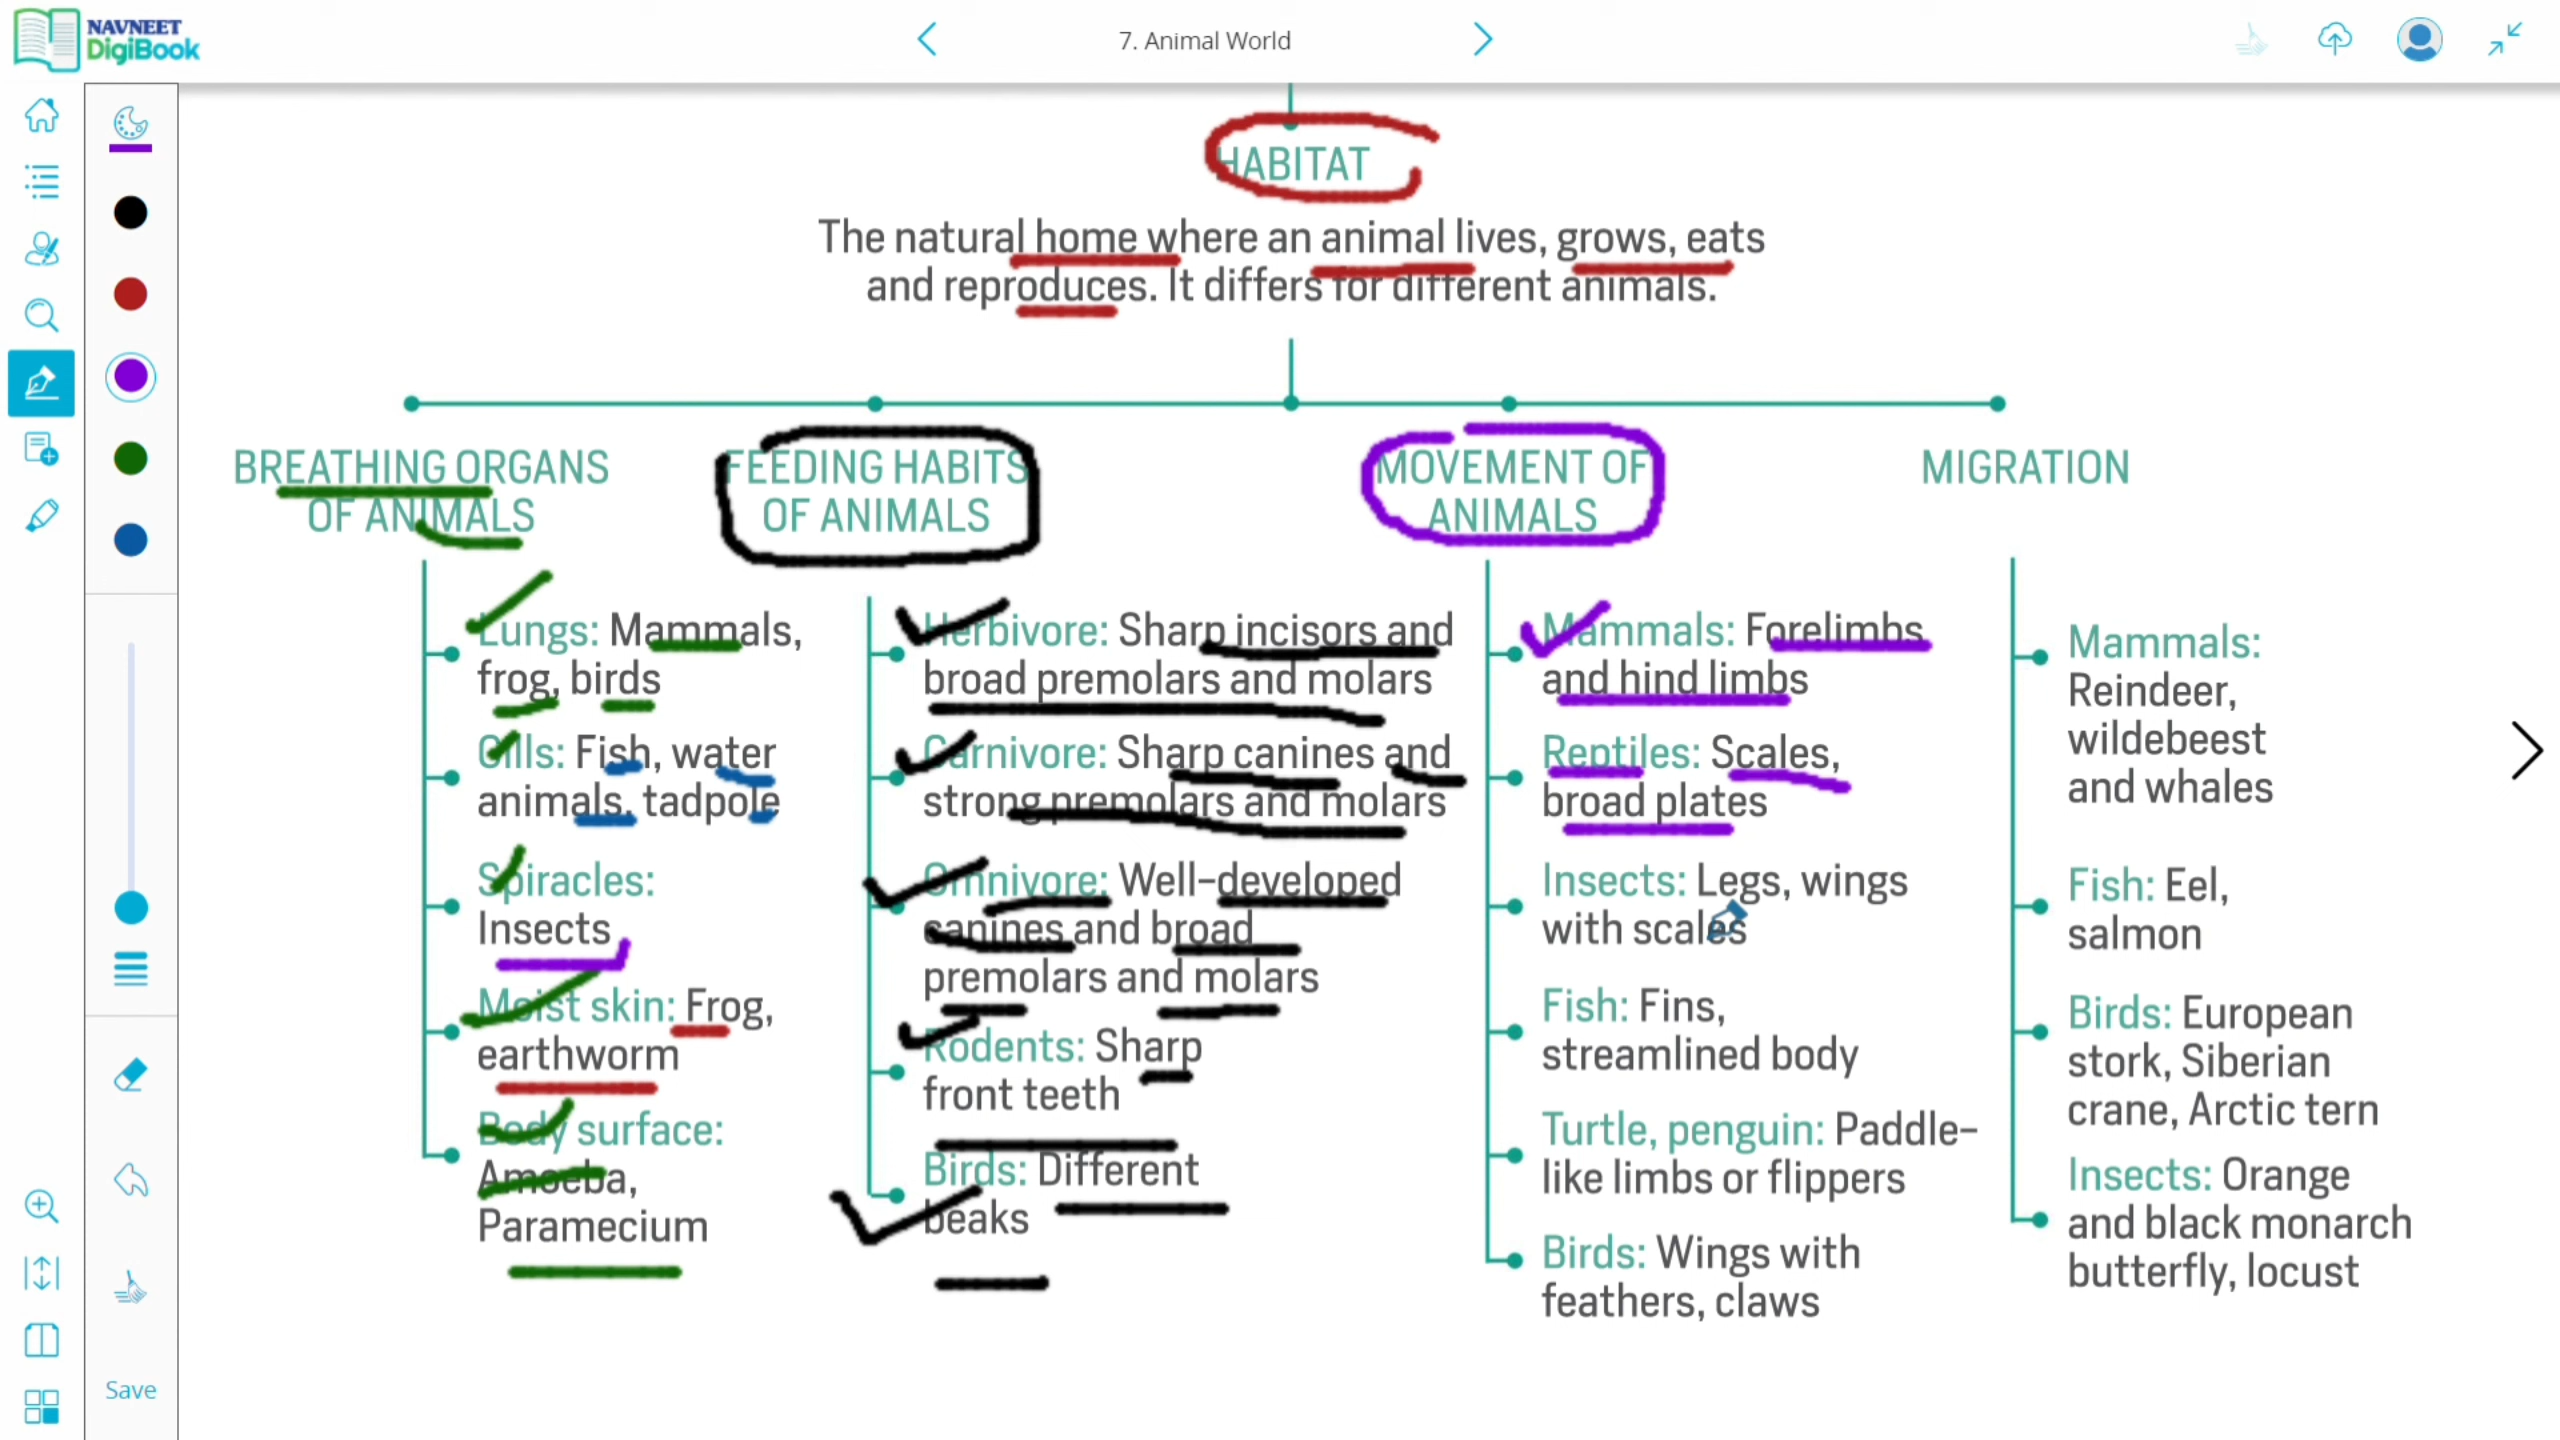 NAVNEET
DigiBook
7. Animal World
HABITAT
The natural home where an animal lives, grows, eats
and reproduces. It differs for different animals.
BREATHING ORGANS
OF ANIMALS
Lungs: Mammals,
frog, birds
Gills: Fish, water
animals, tadpole
Spiracles:
Insects
Moist skin: Frog,
earthworm
Body surface:
Amoeba,
Paramecium
FEEDING HABITS
OF ANIMALS
Herbivore: Sharp incisors and
broad premolars and molars
Carnivore: Sharp canines and
strong premolars and molars
Omnivore: Well-developed
canines and broad
premolars and molars
Rodents: Sharp
front teeth
Birds: Different
beaks
MOVEMENT OF
ANIMALS
Mammals: Forelimbs
and hind limbs
Reptiles: Scales,
broad plates
Insects: Legs, wings
with scales
Fish: Fins,
streamlined body
Turtle, penguin: Paddle-
like limbs or flippers
Birds: Wings with
feathers, claws
MIGRATION
Mammals:
Reindeer,
wildebeest
and whales
Fish: Eel,
salmon
Birds: European
stork, Siberian
crane, Arctic tern
Insects: Orange
and black monarch
butterfly, locust
Save